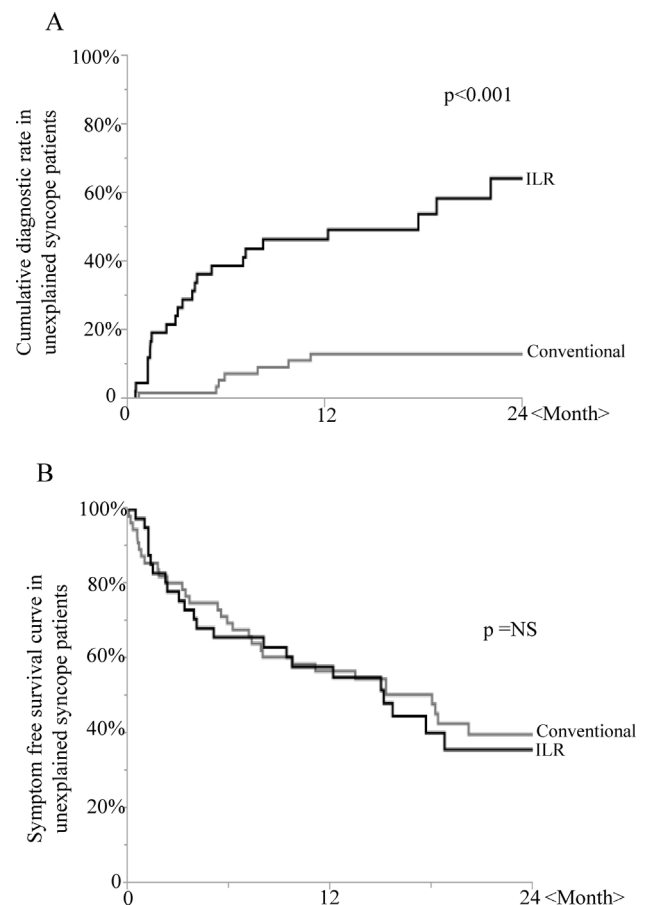 A
100%
p<0.001
80%
60%
ILR
40%
20%
Conventional
0
0
12
24 <Month>
Cumulative diagnostic rate in
unexplained syncope patients
B
100%
80%
p =NS
60%
40%
Conventional
ILR
20%
0
0
12
24 <Month>
Symptom free survival curve in
unexplained syncope patients